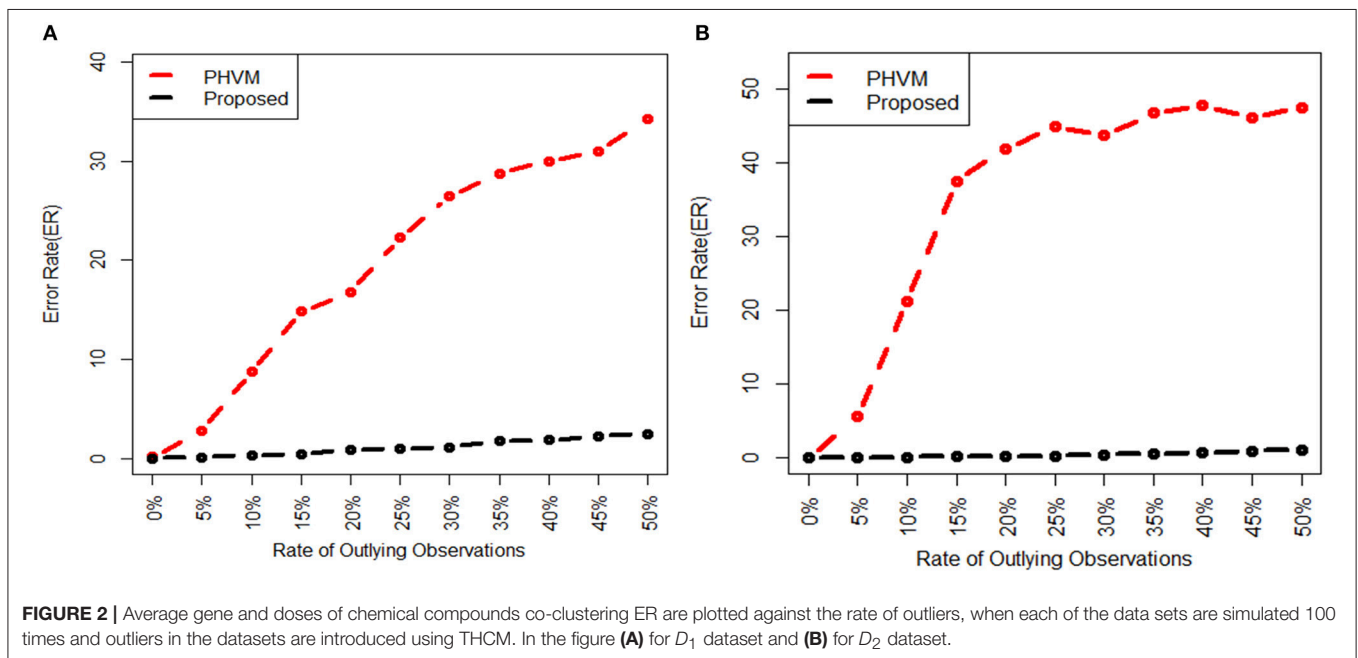 A
PHVM
Proposed
40
30
20
10
0
Error Rate(ER)
0%
5%
10%
15%
20%
25%
30%
35%
40%
45%
50%
Rate of Outlying Observations
B
PHVM
Proposed
50
40
30
20
10
0
Error Rate(ER)
0%
5%
10%
15%
20%
25%
30%
35%
40%
45%
50%
Rate of Outlying Observations
FIGURE 2 | Average gene and doses of chemical compounds co-clustering ER are plotted against the rate of outliers, when each of the data sets are simulated 100
times and outliers in the datasets are introduced using THCM. In the figure (A) for D1 dataset and (B) for D2 dataset.